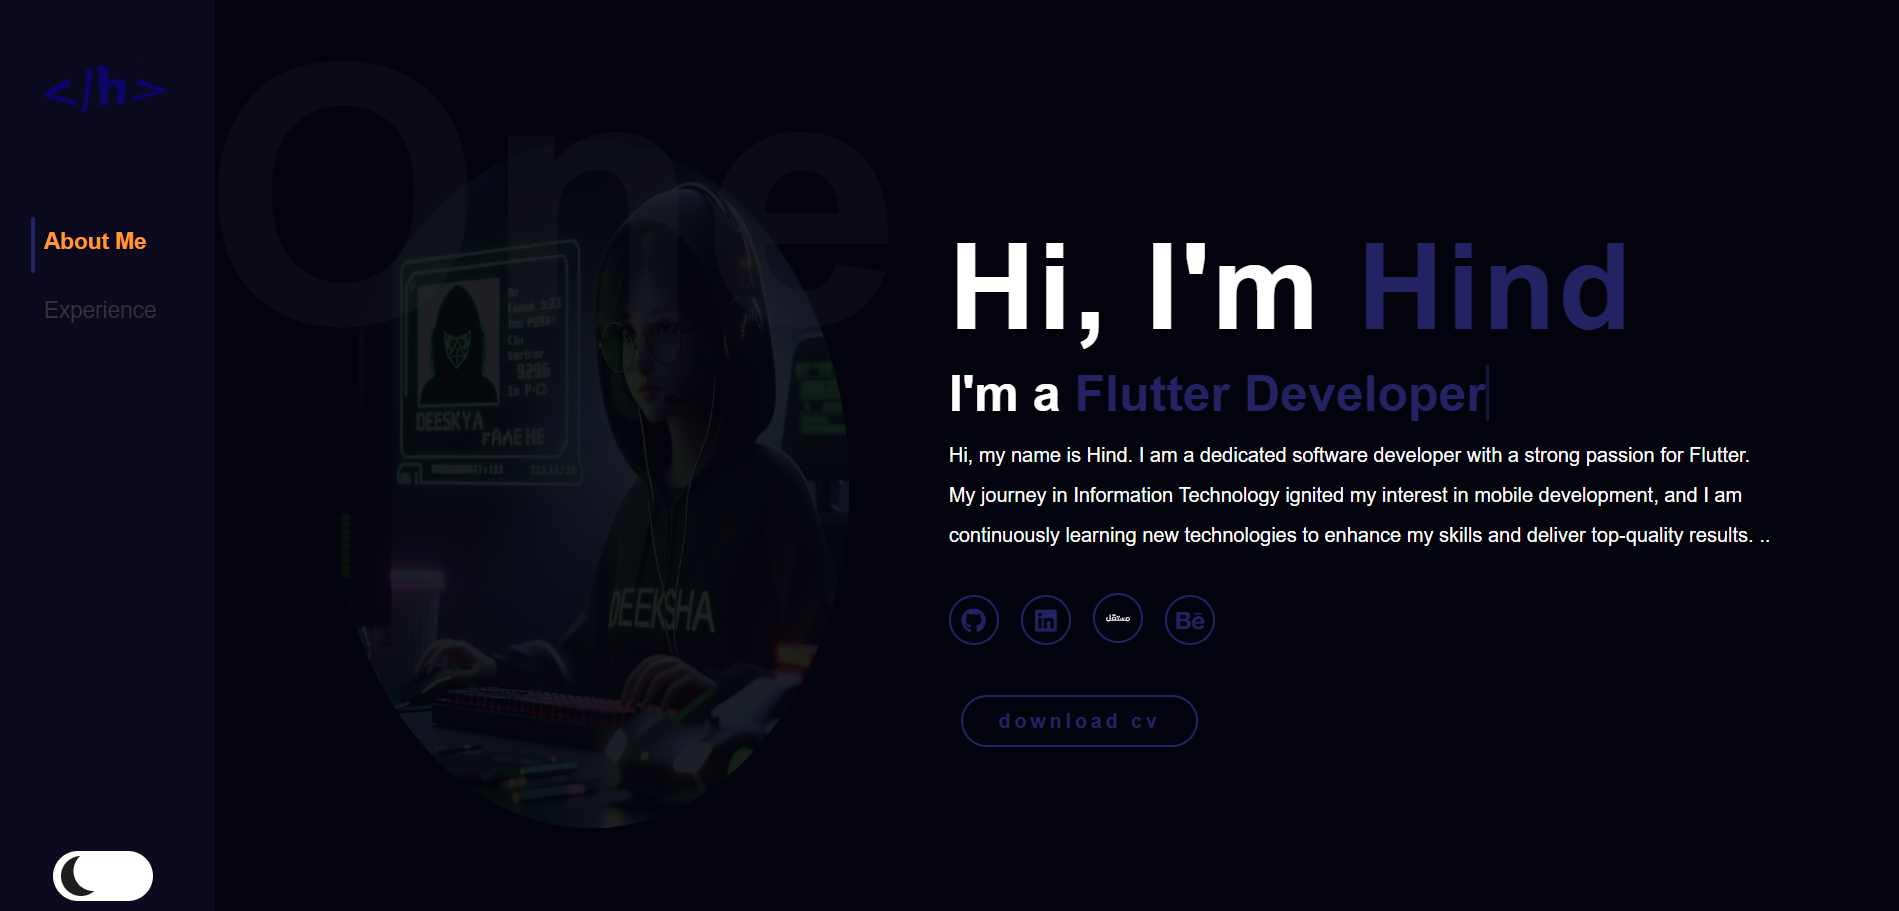 </h>
About Me
Experience
One
Hi, I'm Hind
I'm a Flutter Developer
Hi, my name is Hind. I am a dedicated software developer with a strong passion for Flutter.
My journey in Information Technology ignited my interest in mobile development, and I am
continuously learning new technologies to enhance my skills and deliver top-quality results. ..
in
مستقل
Bē
download cv
DEESKYA
9296
DEEKSHA